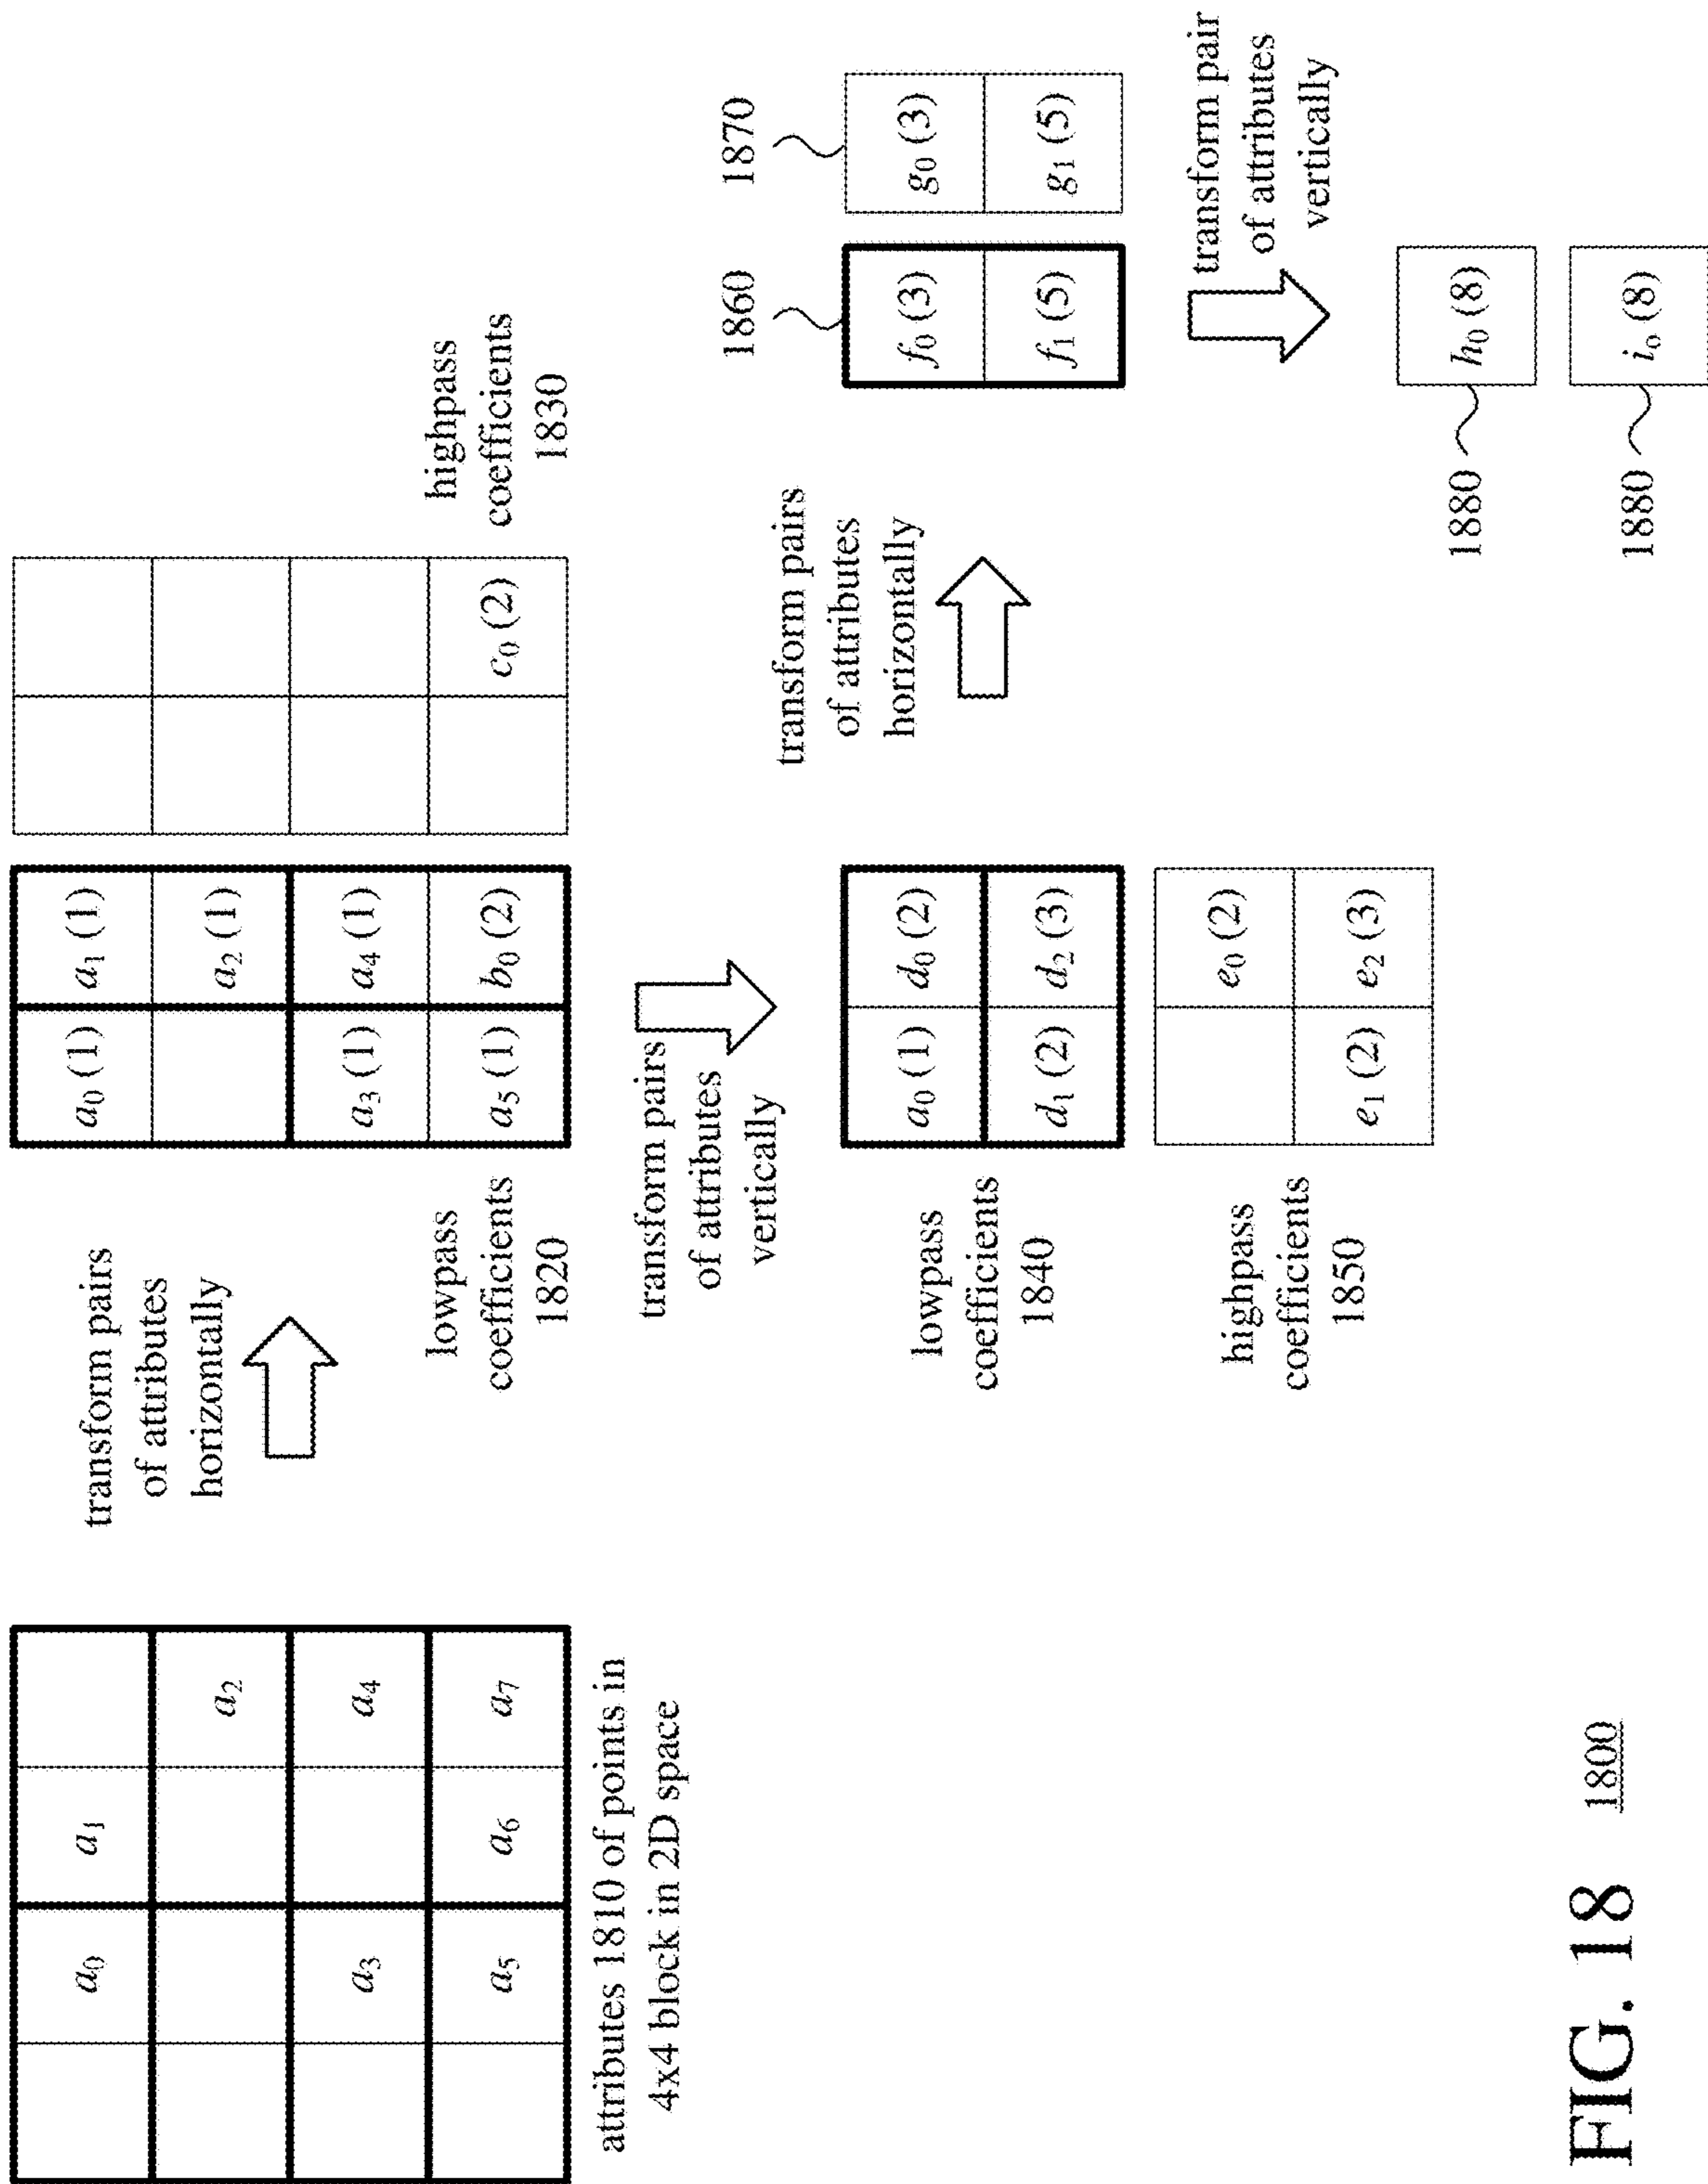 a₀ a₁
a₂
a₃ a₄
a₅ a₆ a₇
attributes 1810 of points in
4x4 block in 2D space
transform pairs
of attributes
horizontally
a₀ (1) a₁ (1)
a₂ (1)
a₃ (1) a₄ (1)
a₅ (1) b₀ (2)
lowpass
coefficients
1820
c₀ (2)
highpass
coefficients
1830
transform pairs
of attributes
vertically
a₀ (1) d₀ (2)
d₁ (2) d₂ (3)
lowpass
coefficients
1840
e₀ (2)
e₁ (2) e₂ (3)
highpass
coefficients
1850
transform pairs
of attributes
horizontally
1860 1870
f₀ (3) g₀ (3)
f₁ (5) g₁ (5)
transform pair
of attributes
vertically
1880 h₀ (8)
1880 iₒ (8)
FIG. 18 1800